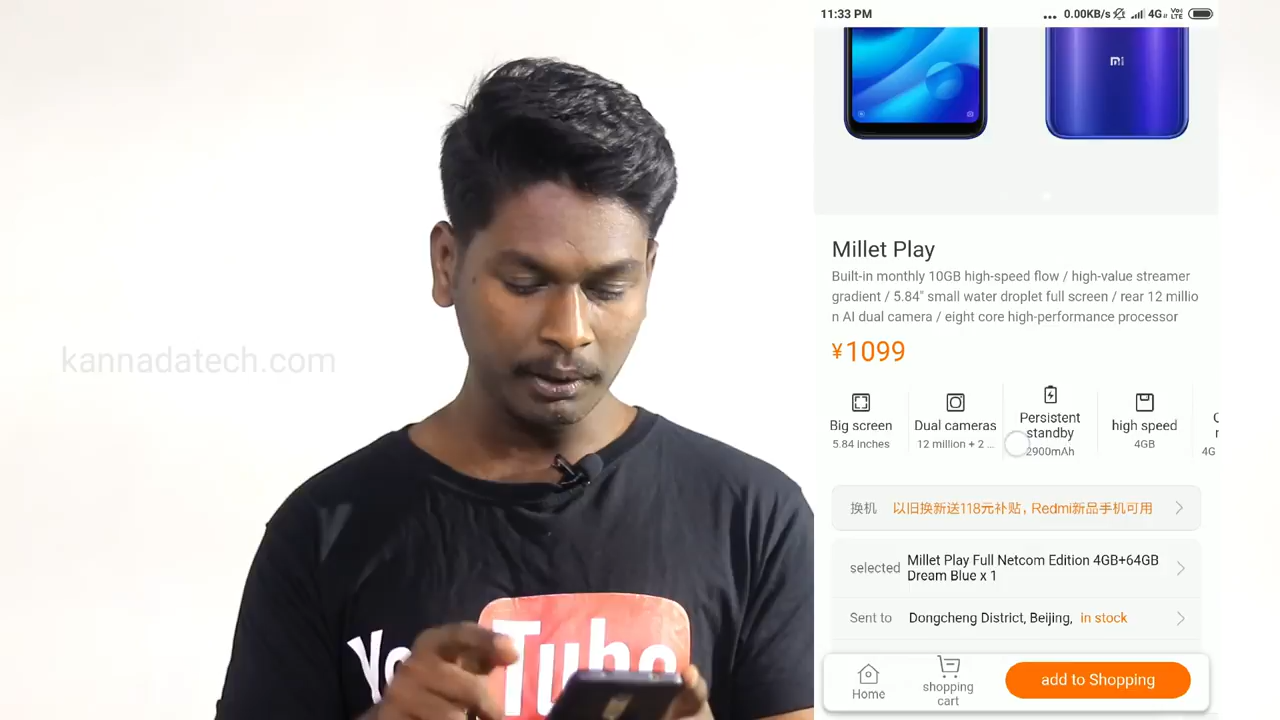 11:33 PM
... 0.00KB/s 4G Vo LTE
mi
Millet Play
Built-in monthly 10GB high-speed flow / high-value streamer
gradient / 5.84" small water droplet full screen / rear 12 millio
n AI dual camera / eight core high-performance processor
¥1099
Big screen
5.84 inches
Dual cameras
12 million + 2 ...
Persistent
standby
2900mAh
high speed
4GB
4G
换机 以旧换新送118元补贴，Redmi新品手机可用
selected Millet Play Full Netcom Edition 4GB+64GB
Dream Blue x 1
Sent to Dongcheng District, Beijing, in stock
Home
shopping
cart
add to Shopping
kannadatech.com
You
Tube